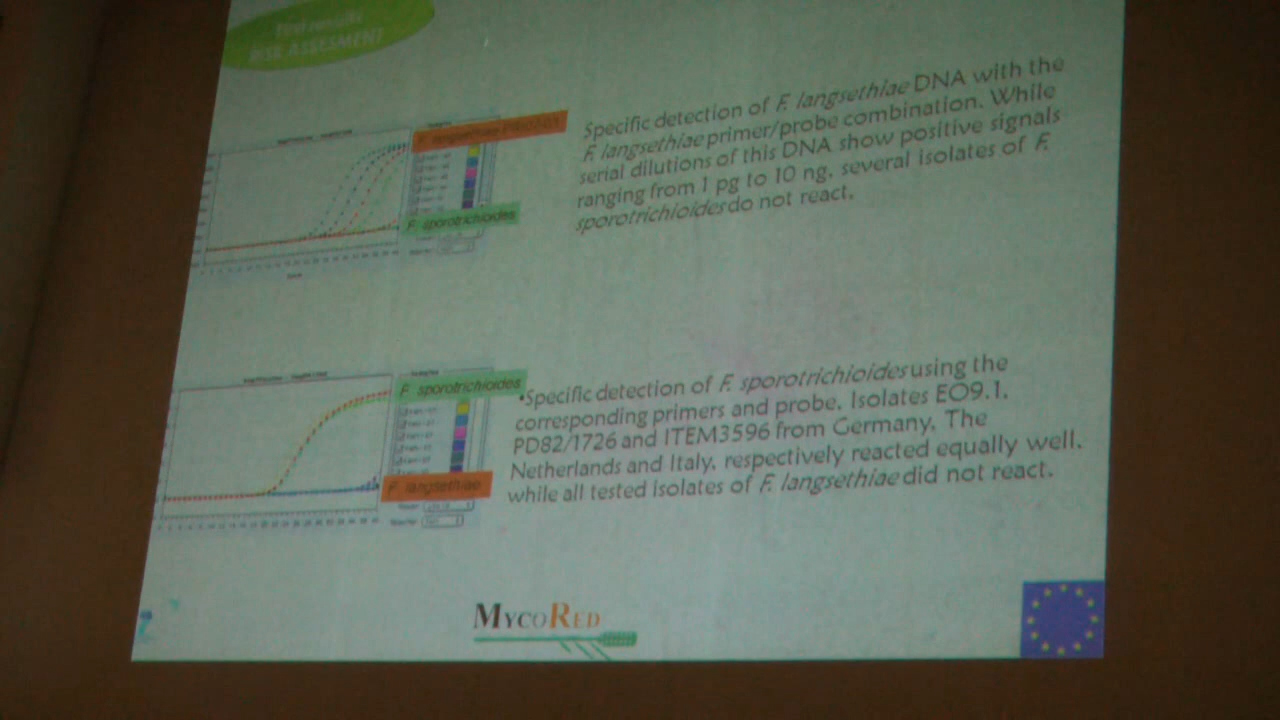 RISK ASSESMENT
F. langsethiae
F. sporotrichioides
Specific detection of F. langsethiae DNA with the
F. langsethiae primer/probe combination. While
serial dilutions of this DNA show positive signals
ranging from 1 pg to 10 ng, several isolates of F.
sporotrichioides do not react.
F. sporotrichioides
F. langsethiae
•Specific detection of F. sporotrichioides using the
corresponding primers and probe. Isolates EO9.1,
PD82/1726 and ITEM3596 from Germany, The
Netherlands and Italy, respectively reacted equally well,
while all tested isolates of F. langsethiae did not react.
MYCORED